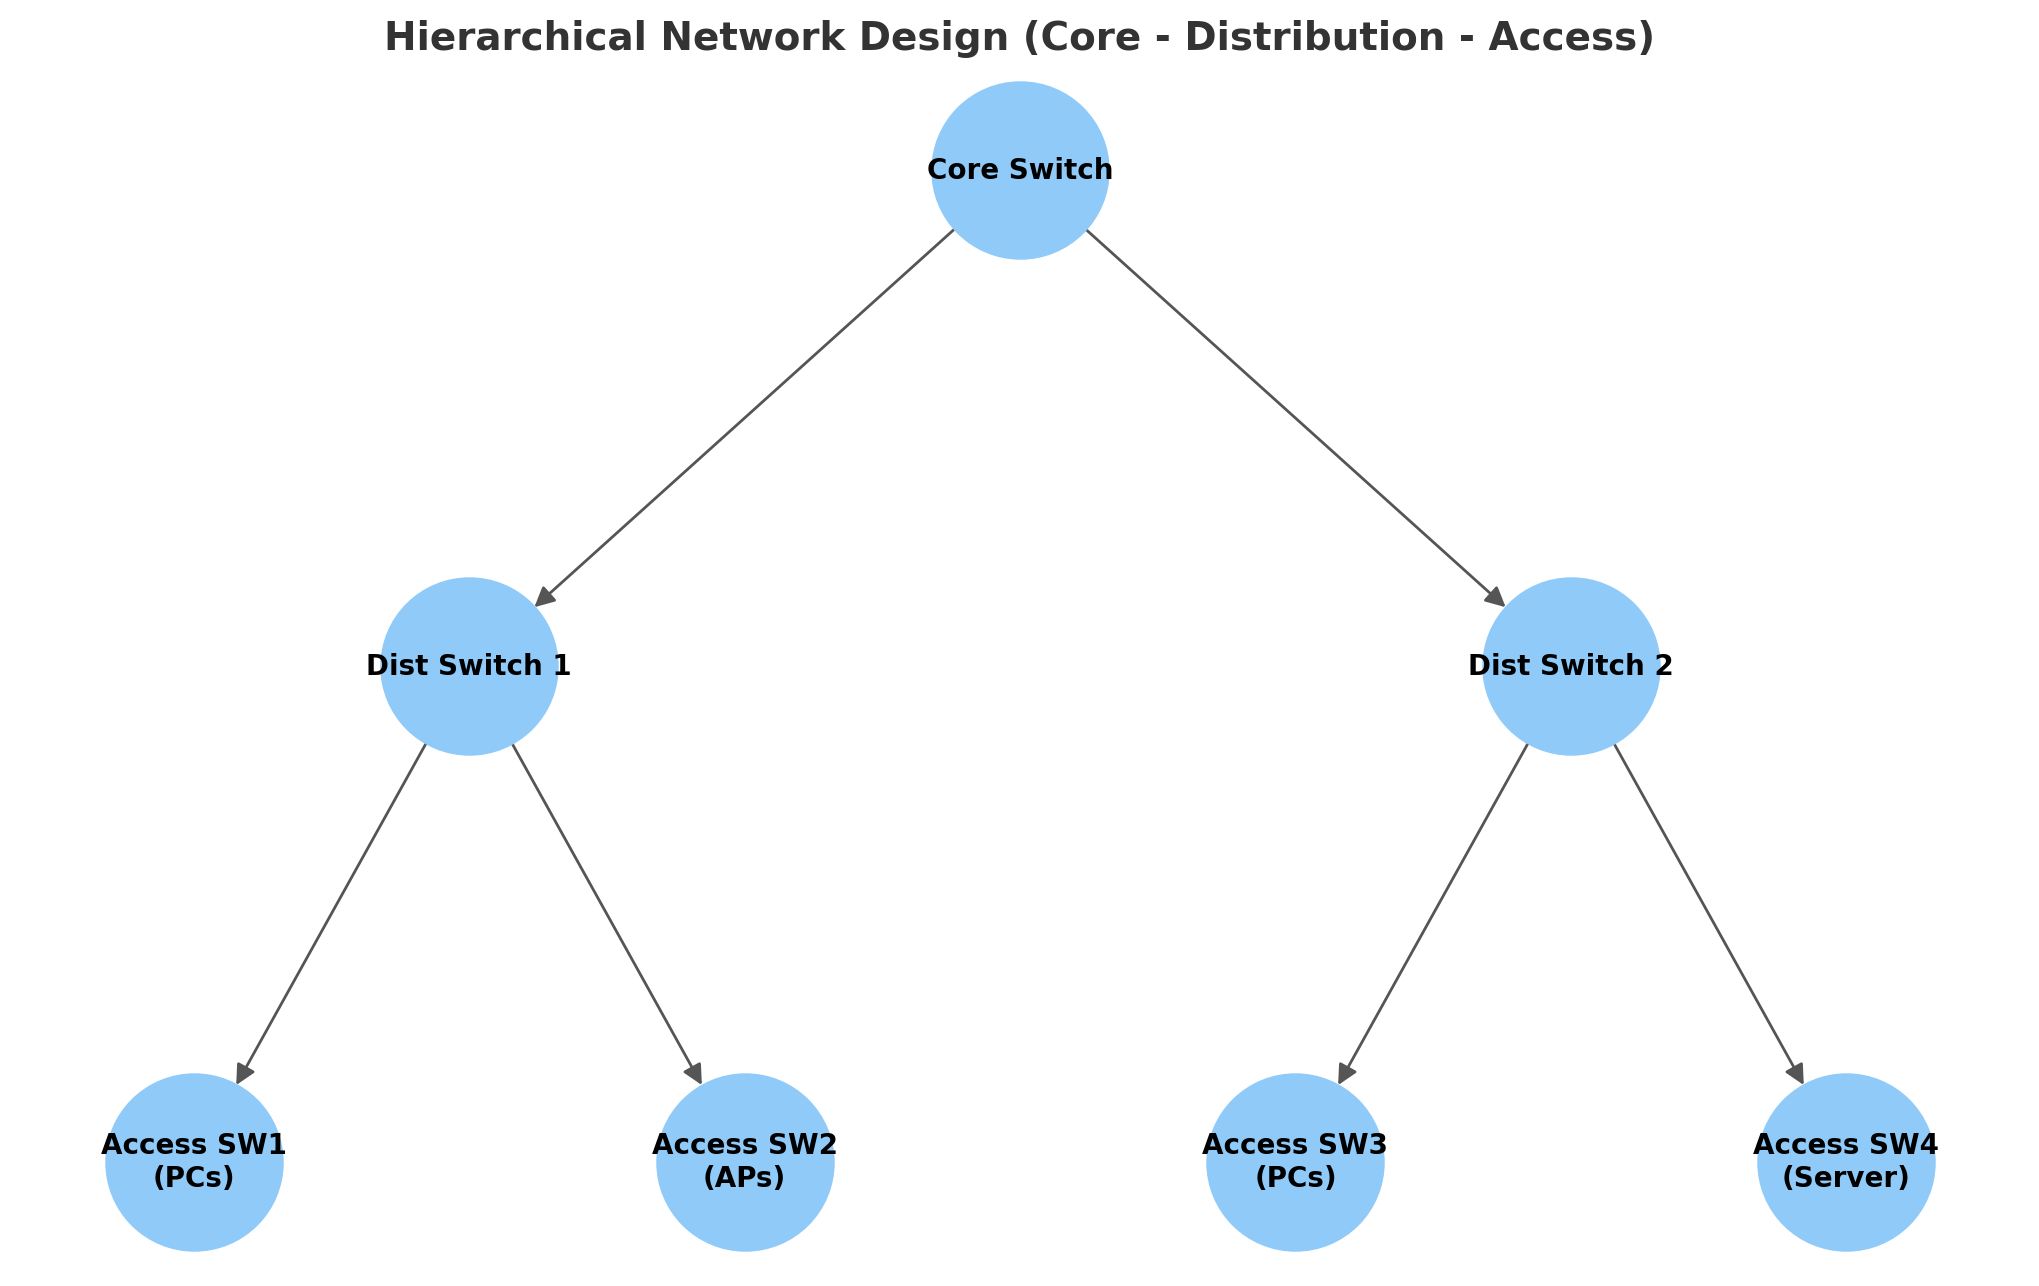 Hierarchical Network Design (Core - Distribution - Access)
Core Switch
Dist Switch 1
Dist Switch 2
Access SW1
(PCs)
Access SW2
(APs)
Access SW3
(PCs)
Access SW4
(Server)